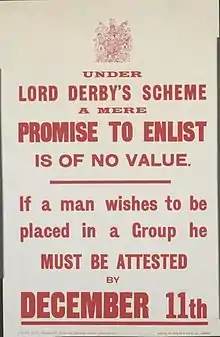 UNDER
LORD DERBY'S SCHEME
A MERE
PROMISE TO ENLIST
IS OF NO VALUE.
If a man wishes to be
placed in a Group he
MUST BE ATTESTED
BY
DECEMBER 11th